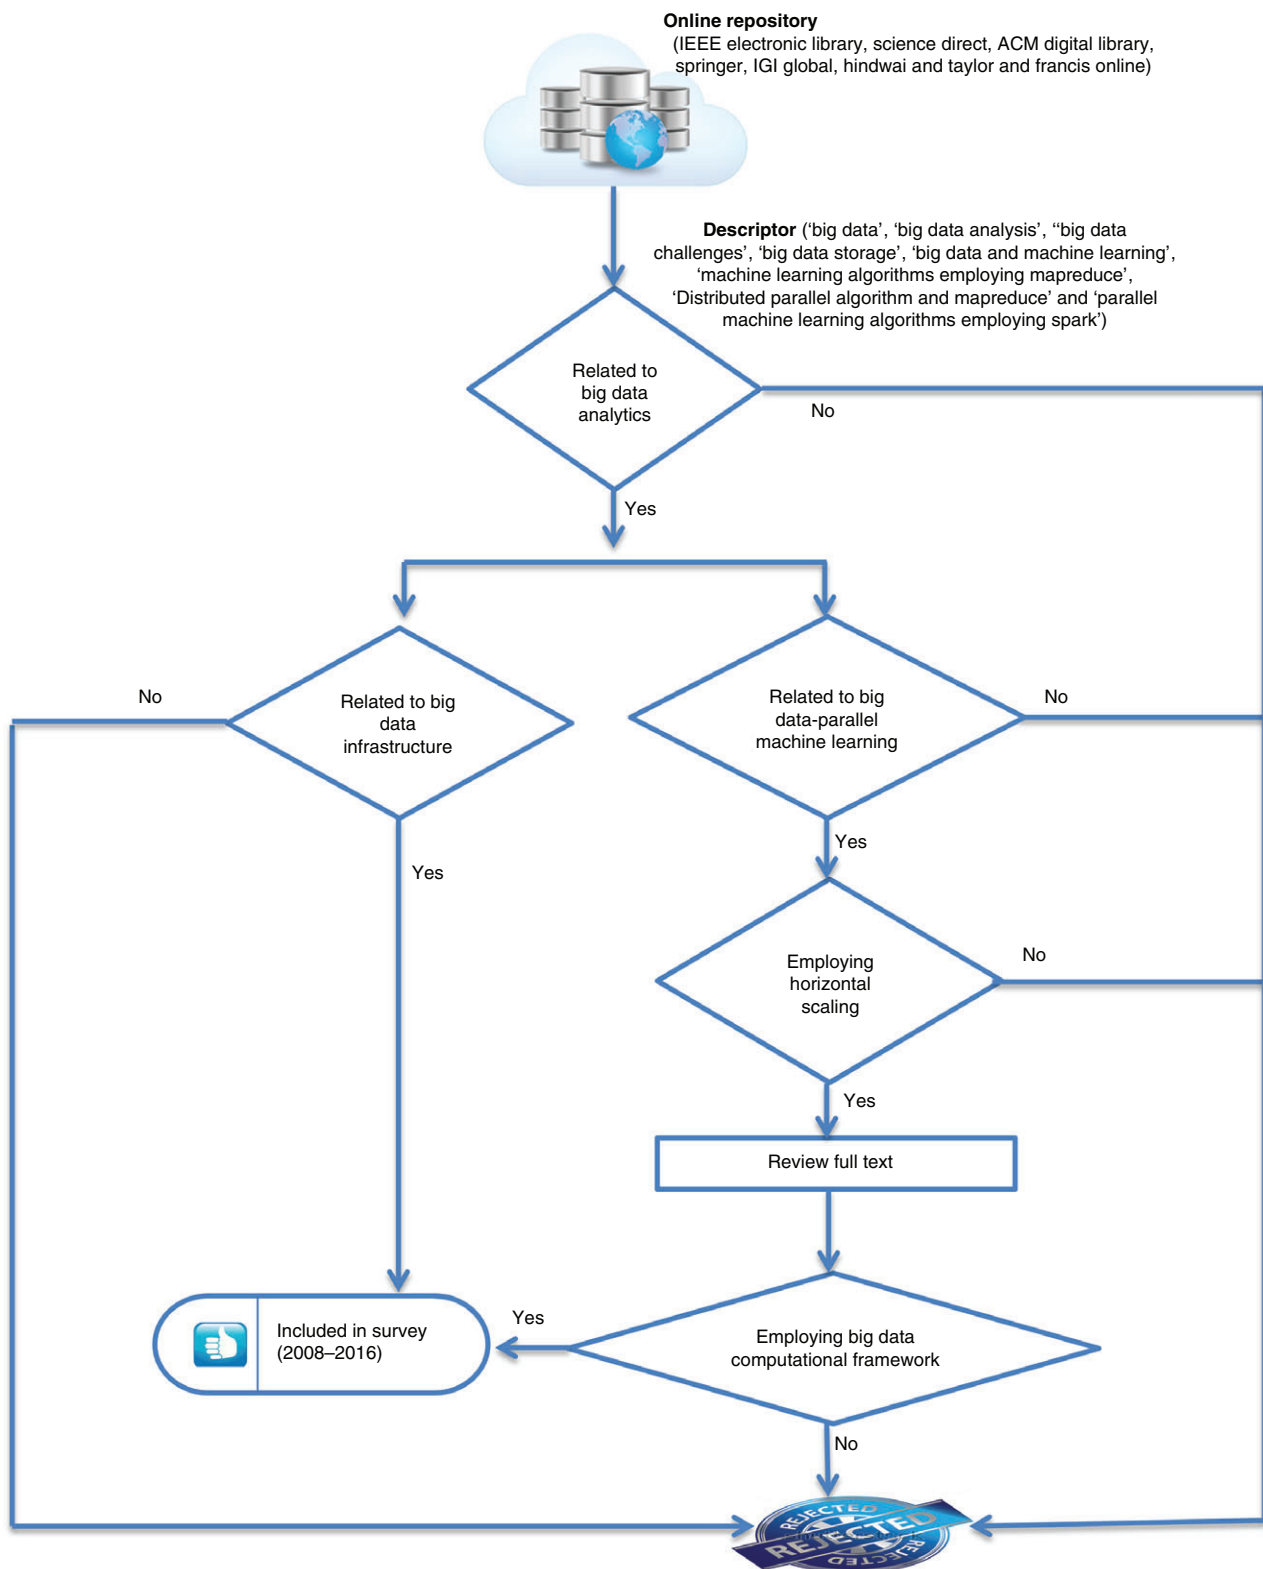 Online repository
(IEEE electronic library, science direct, ACM digital library,
springer, IGI global, hindwai and taylor and francis online)
Descriptor (‘big data’, ‘big data analysis’, “big data
challenges’, ‘big data storage’, ‘big data and machine learning’,
‘machine learning algorithms employing mapreduce’,
‘Distributed parallel algorithm and mapreduce’ and ‘parallel
machine learning algorithms employing spark’)
Related to
big data
analytics
No
Yes
No
Related to big
data
infrastructure
Related to big
data-parallel
machine learning
No
Yes
Yes
Employing
horizontal
scaling
No
Yes
Review full text
Included in survey
(2008–2016)
Yes
Employing big data
computational framework
No
REJECTED
REJECTED
REJECTED